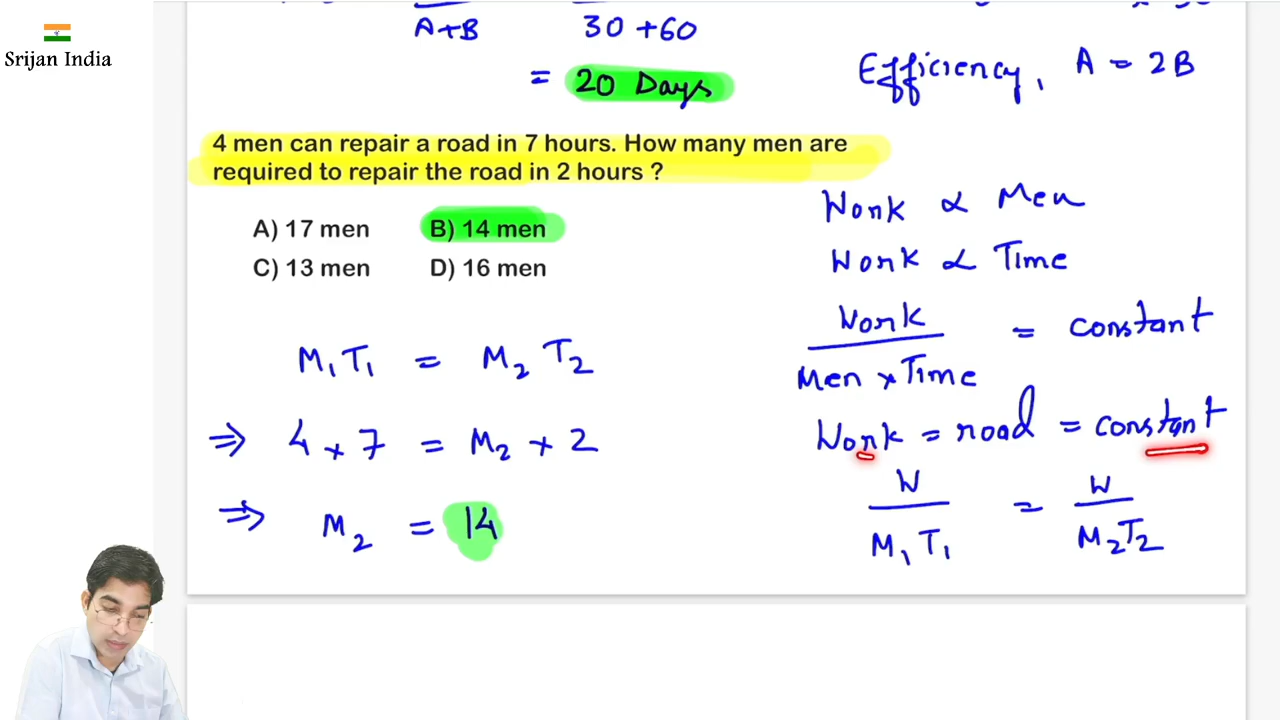 Srijan India
A+B
30 + 60
= 20 Days
Efficiency, A = 2B
4 men can repair a road in 7 hours. How many men are
required to repair the road in 2 hours ?
A) 17 men B) 14 men
C) 13 men D) 16 men
M₁T₁ = M₂ T₂
⇒ 4 × 7 = M₂ × 2
⇒ M₂ = 14
Work ∝ Men
Work ∝ Time
Work
= constant
Men × Time
Work = road = constant
W = W
M₁T₁ M₂T₂